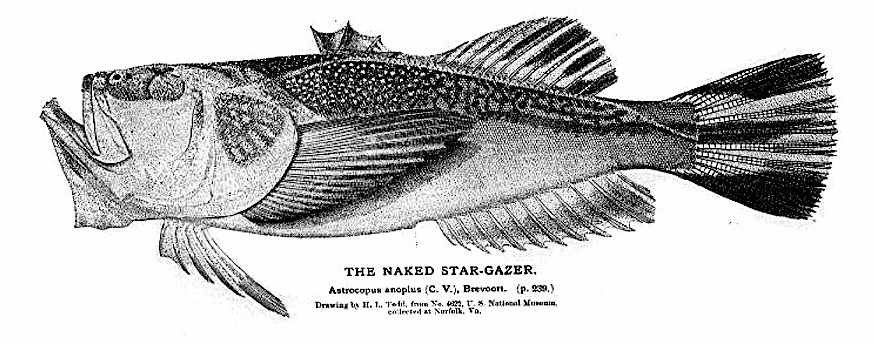 THE NAKED STAR-GAZER.
Astrocopus anoplus (C. V.), Brevoort. (p. 239.)
Drawing by H. L. Todd, from No. 4622, U. S. National Museum,
collected at Norfolk, Va.